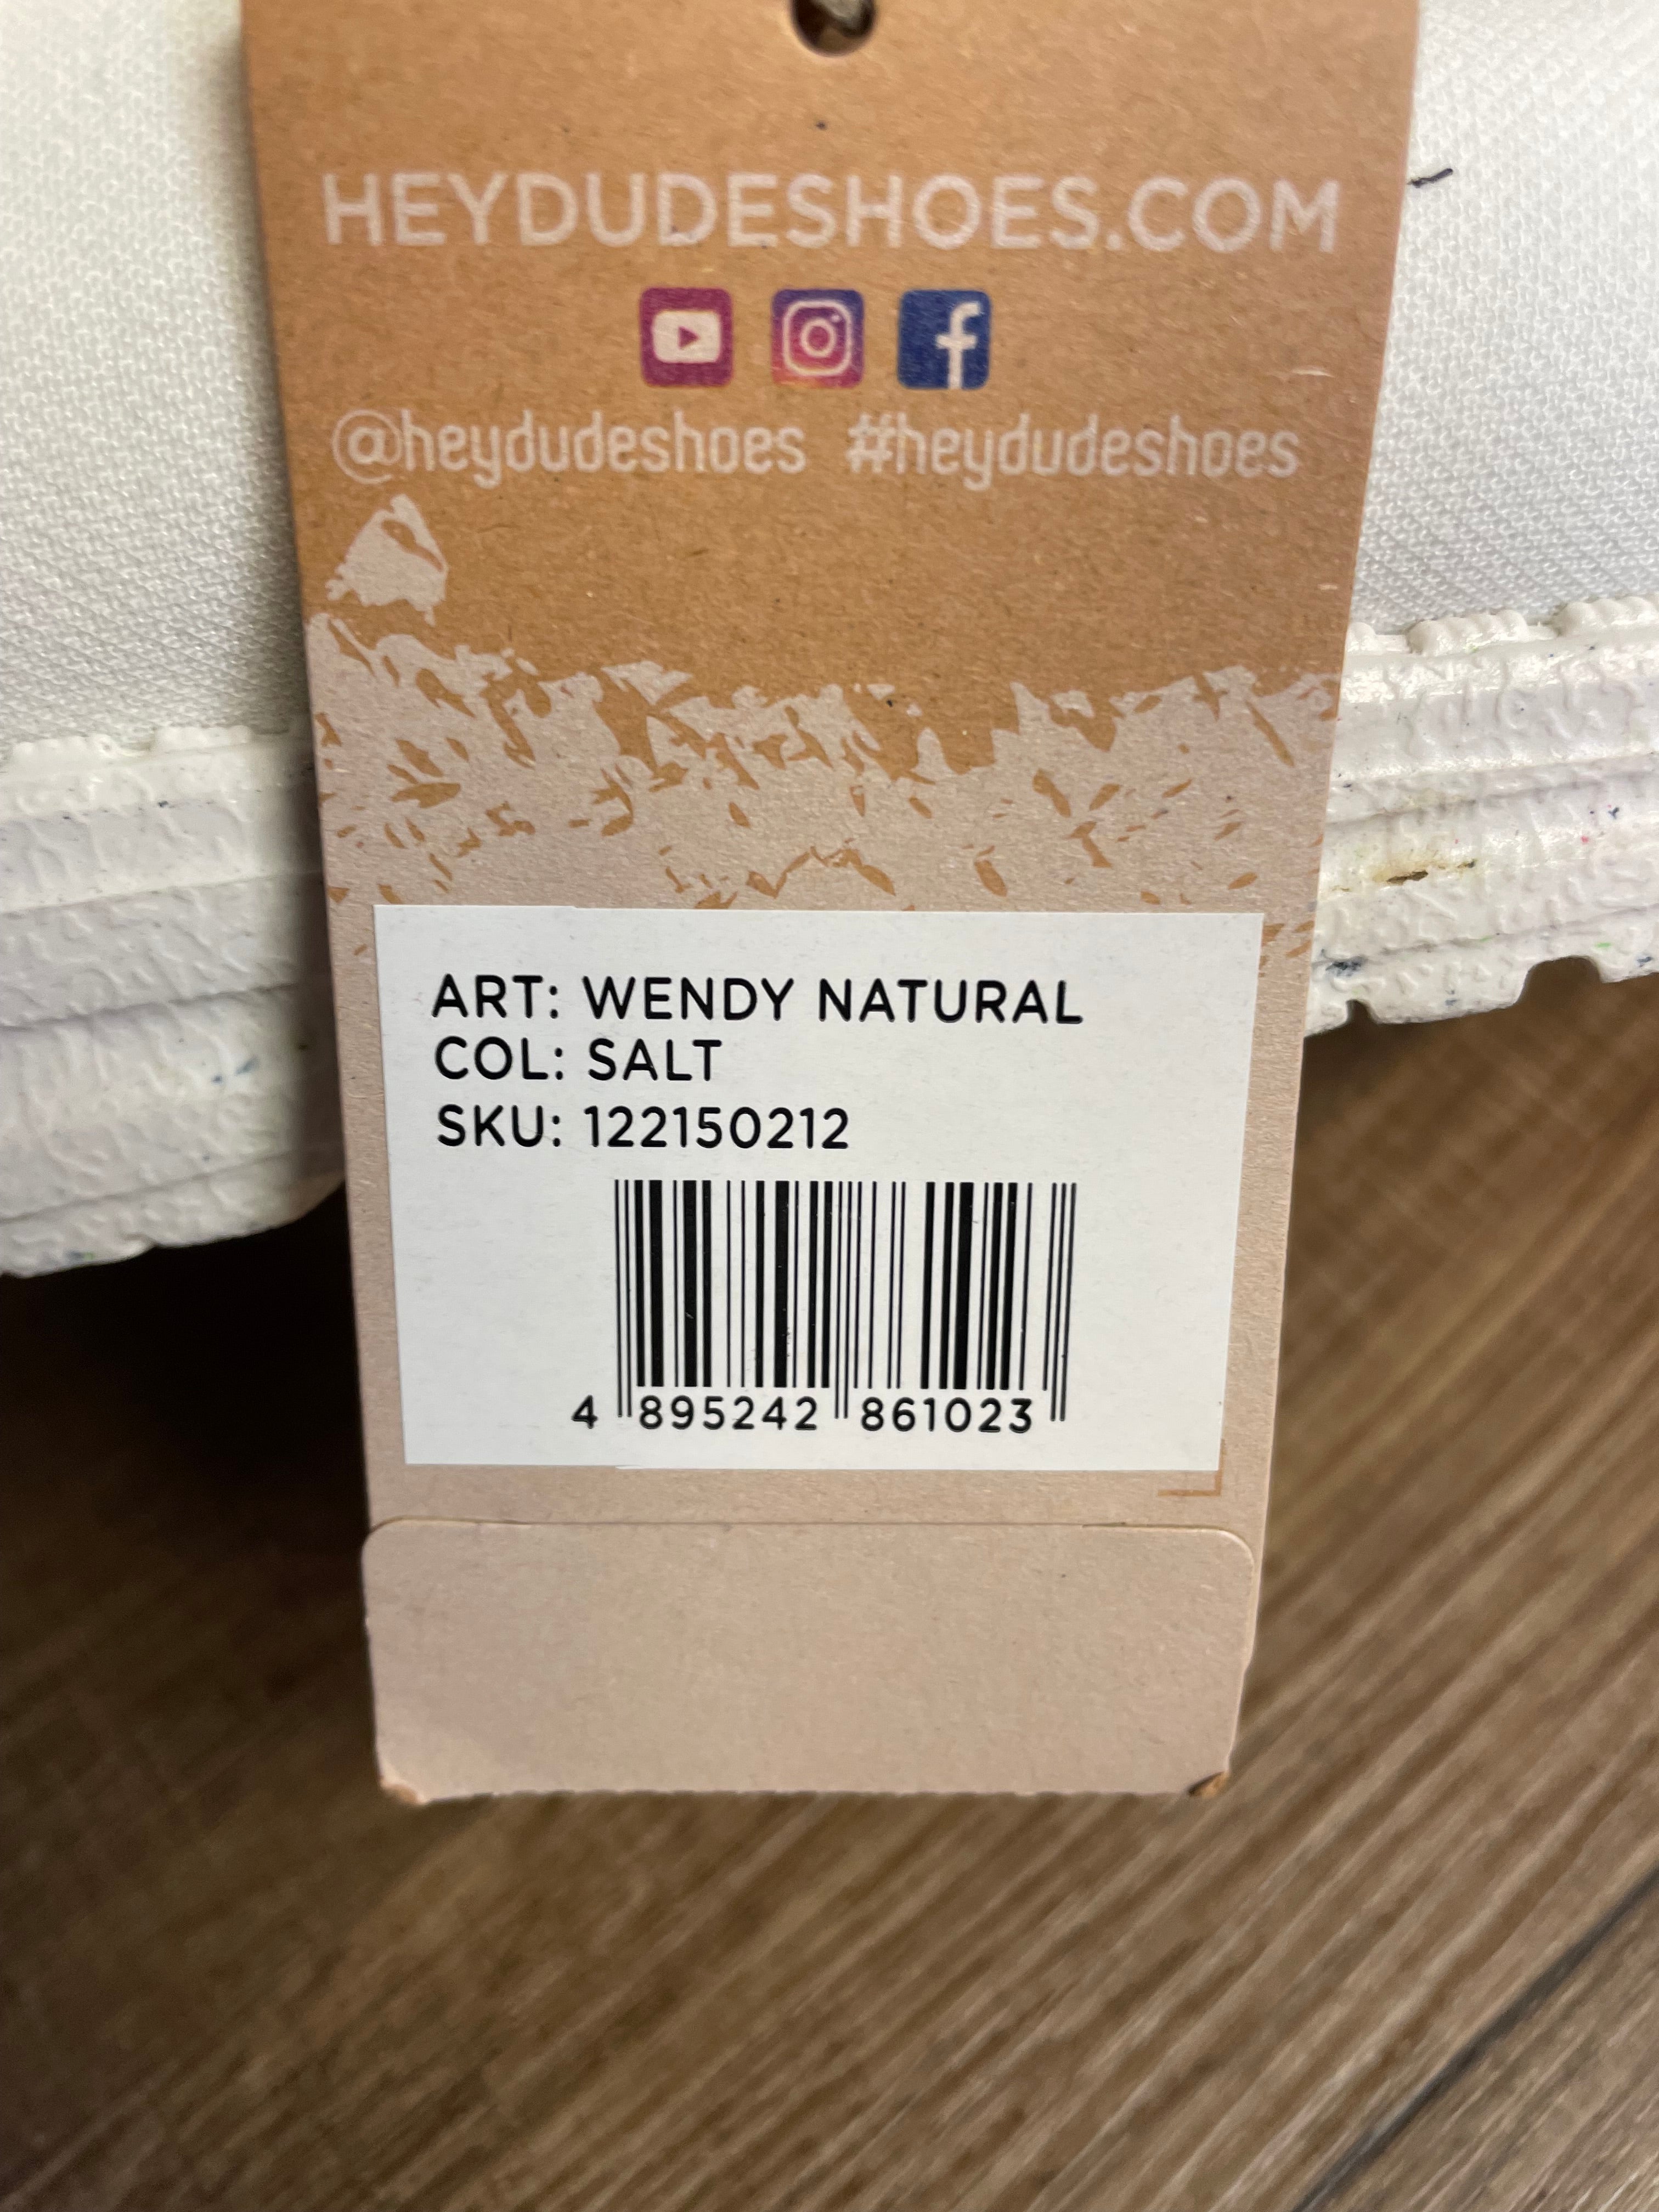 HEYDUDESHOES.COM
@heydudeshoes #heydudeshoes
ART: WENDY NATURAL
COL: SALT
SKU: 122150212
4 895242 861023